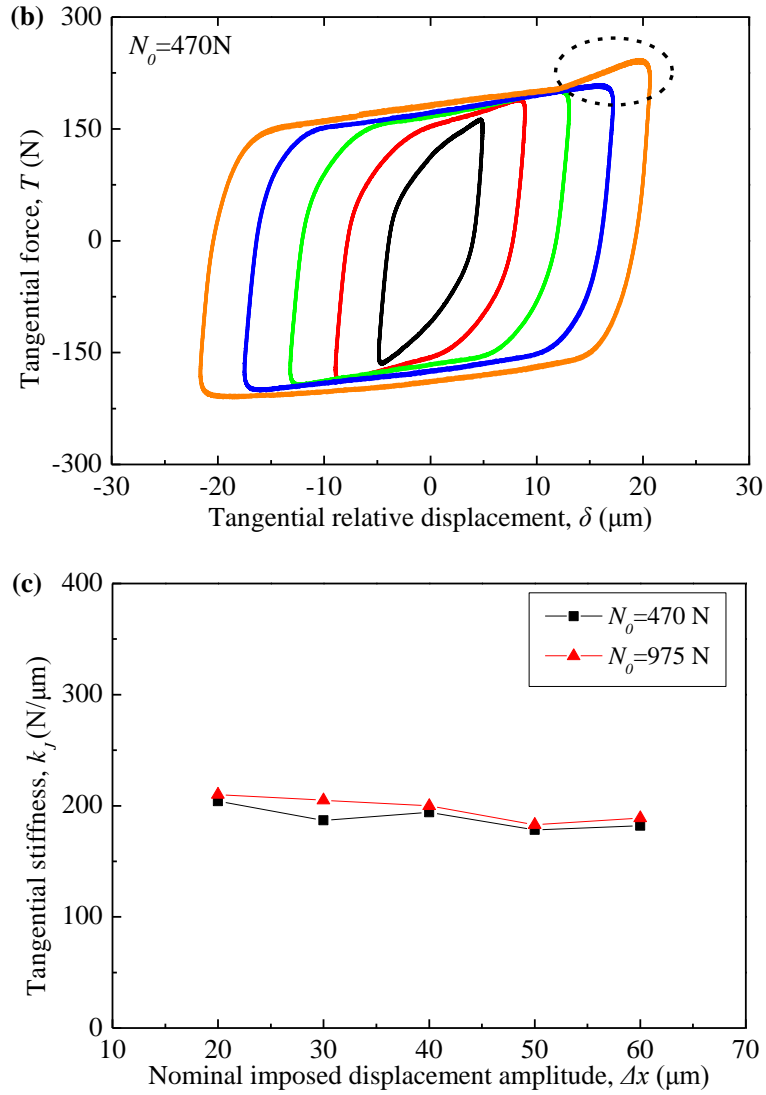 (b)
N₀=470N
300
150
0
-150
-300
Tangential force, T (N)
-30 -20 -10 0 10 20 30
Tangential relative displacement, δ (μm)
(c)
400
300
200
100
0
Tangential stiffness, k_J (N/μm)
N₀=470 N
N₀=975 N
10 20 30 40 50 60 70
Nominal imposed displacement amplitude, Δx (μm)